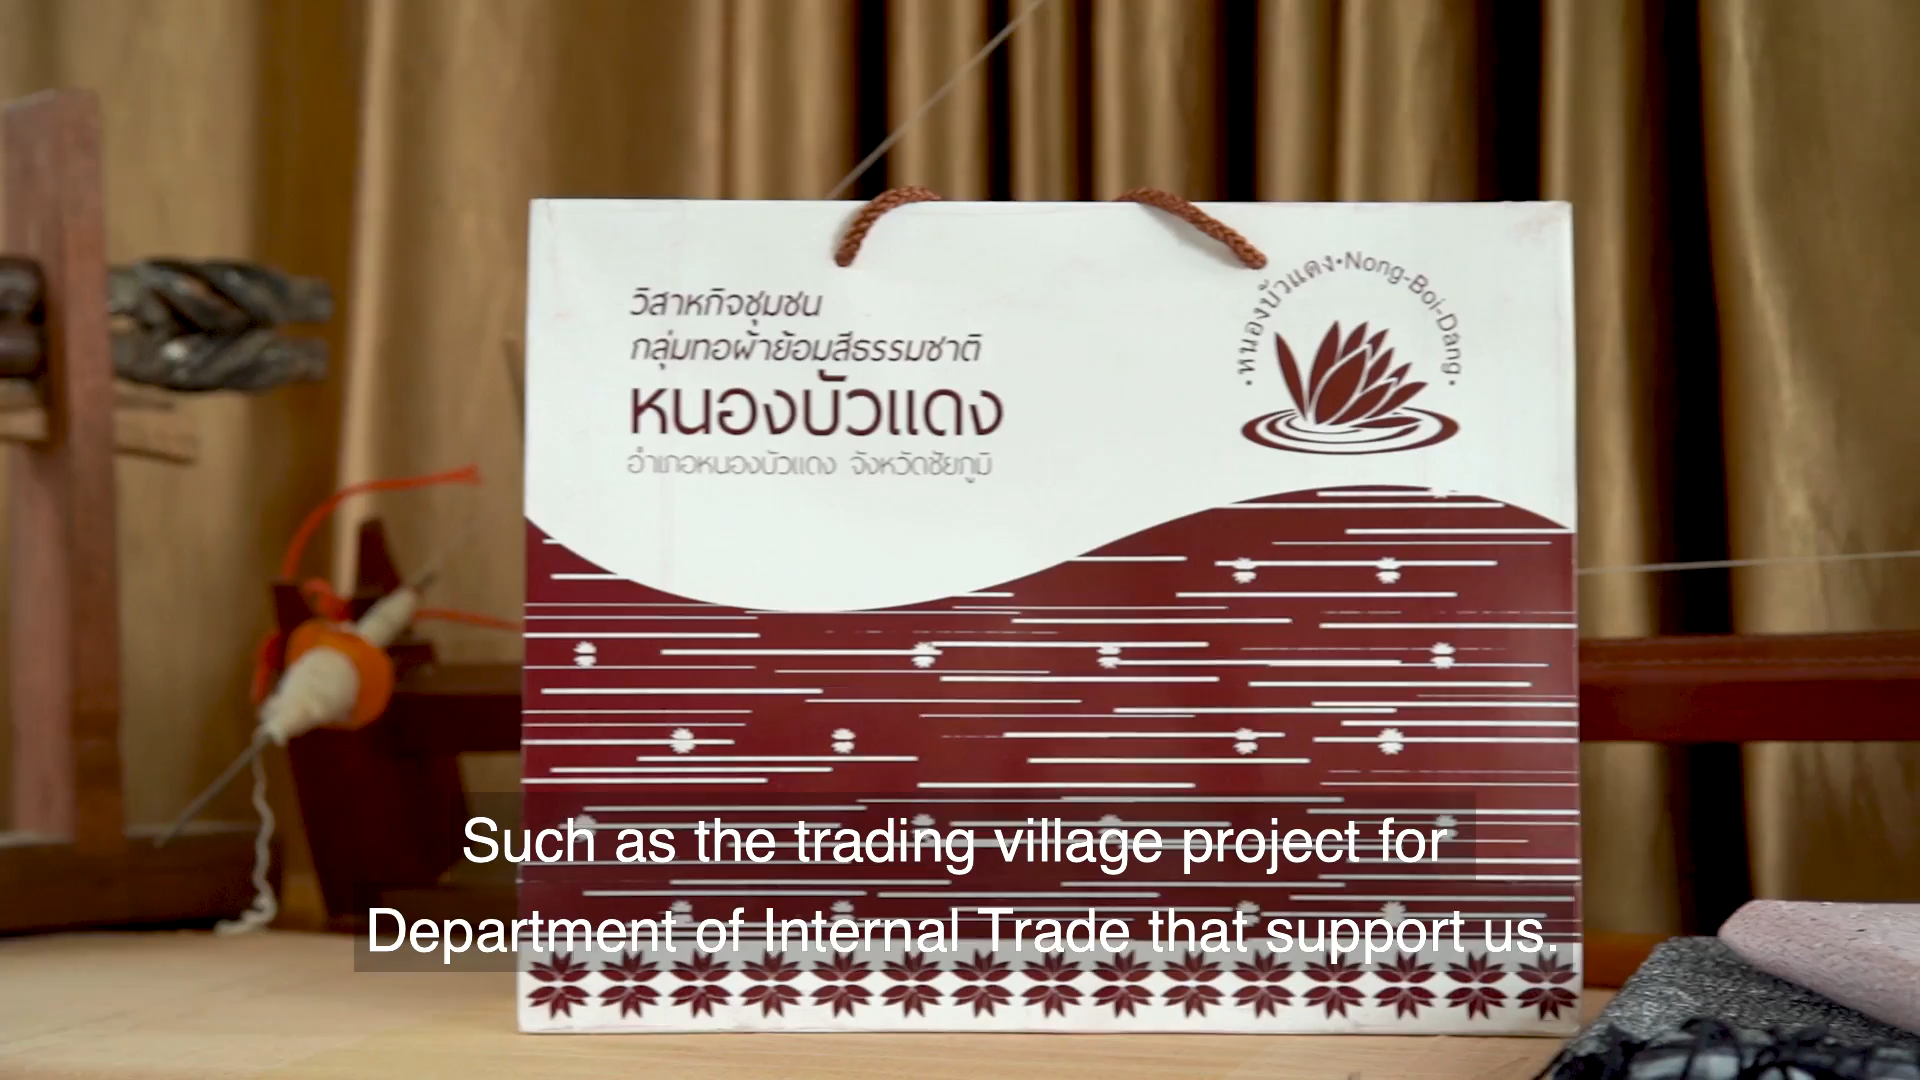 วิสาหกิจชุมชน
กลุ่มทอผ้าย้อมสีธรรมชาติ
หนองบัวแดง
อำเภอหนองบัวแดง จังหวัดชัยภูมิ
•หนองบัวแดง•Nong-Boi-Dang•
Such as the trading village project for
Department of Internal Trade that support us.